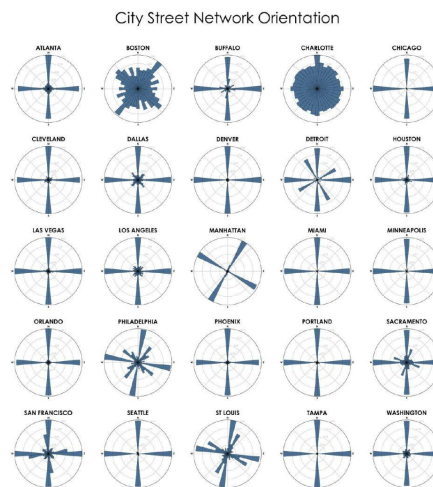 City Street Network Orientation
ATLANTA BOSTON BUFFALO CHARLOTTE CHICAGO
CLEVELAND DALLAS DENVER DETROIT HOUSTON
LAS VEGAS LOS ANGELES MANHATTAN MIAMI MINNEAPOLIS
ORLANDO PHILADELPHIA PHOENIX PORTLAND SACRAMENTO
SAN FRANCISCO SEATTLE ST LOUIS TAMPA WASHINGTON